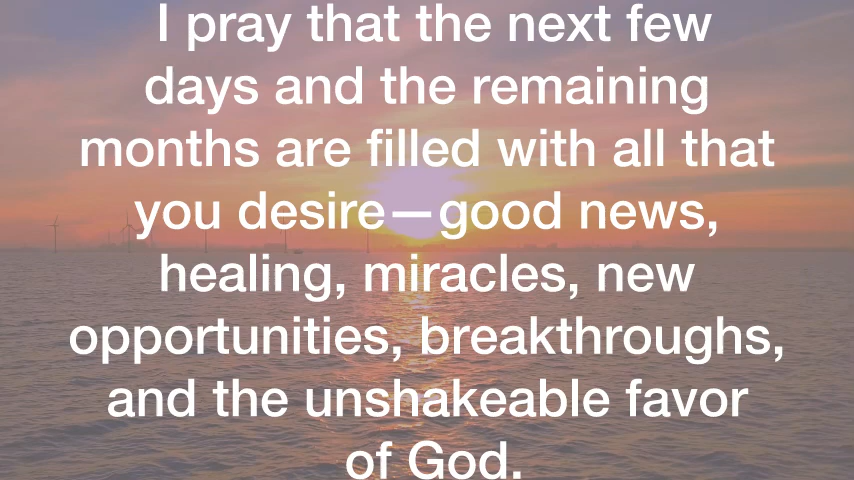 I pray that the next few
days and the remaining
months are filled with all that
you desire—good news,
healing, miracles, new
opportunities, breakthroughs,
and the unshakeable favor
of God.